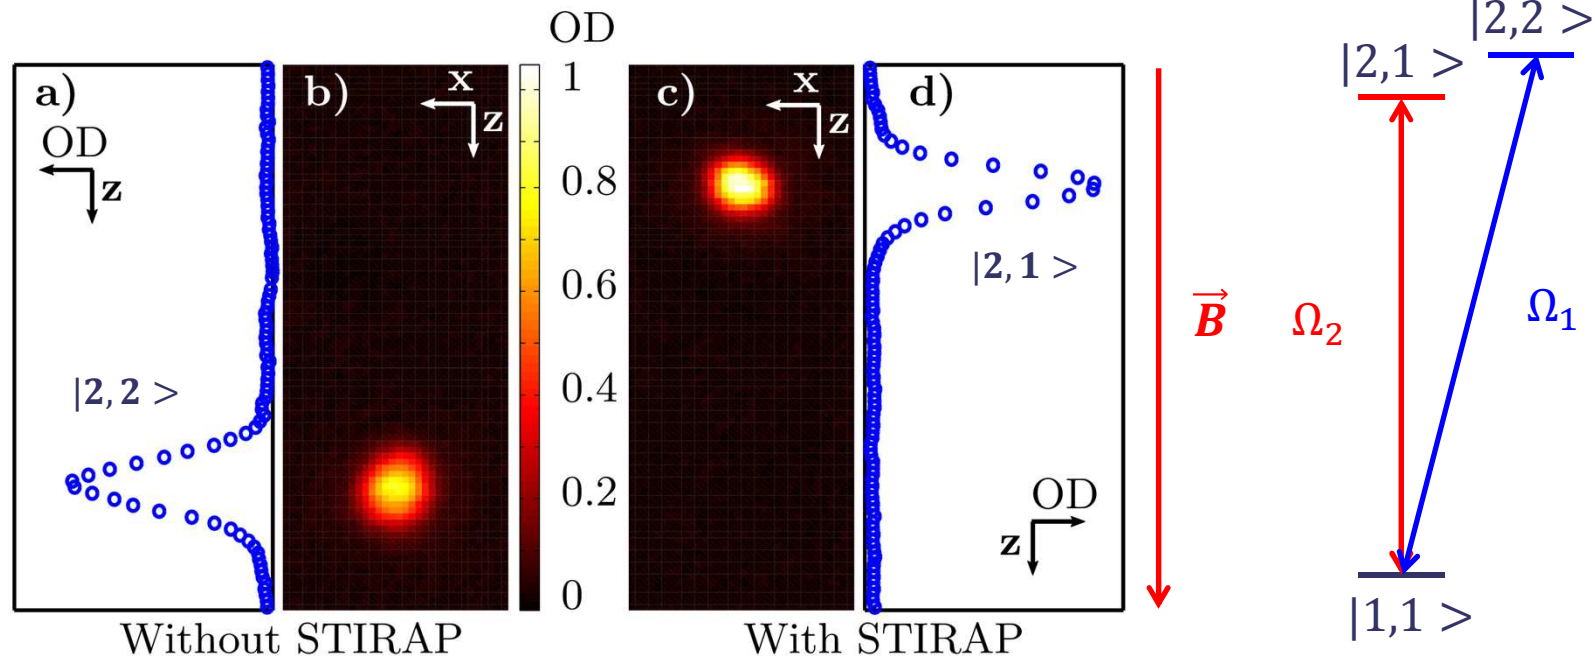 OD
a)
OD
z
|2, 2 >
b)
x
z
1
0.8
0.6
0.4
0.2
0
c)
x
z
d)
|2, 1 >
OD
z
Without STIRAP
With STIRAP
B
|2,2 >
|2,1 >
Ω2
Ω1
|1,1 >